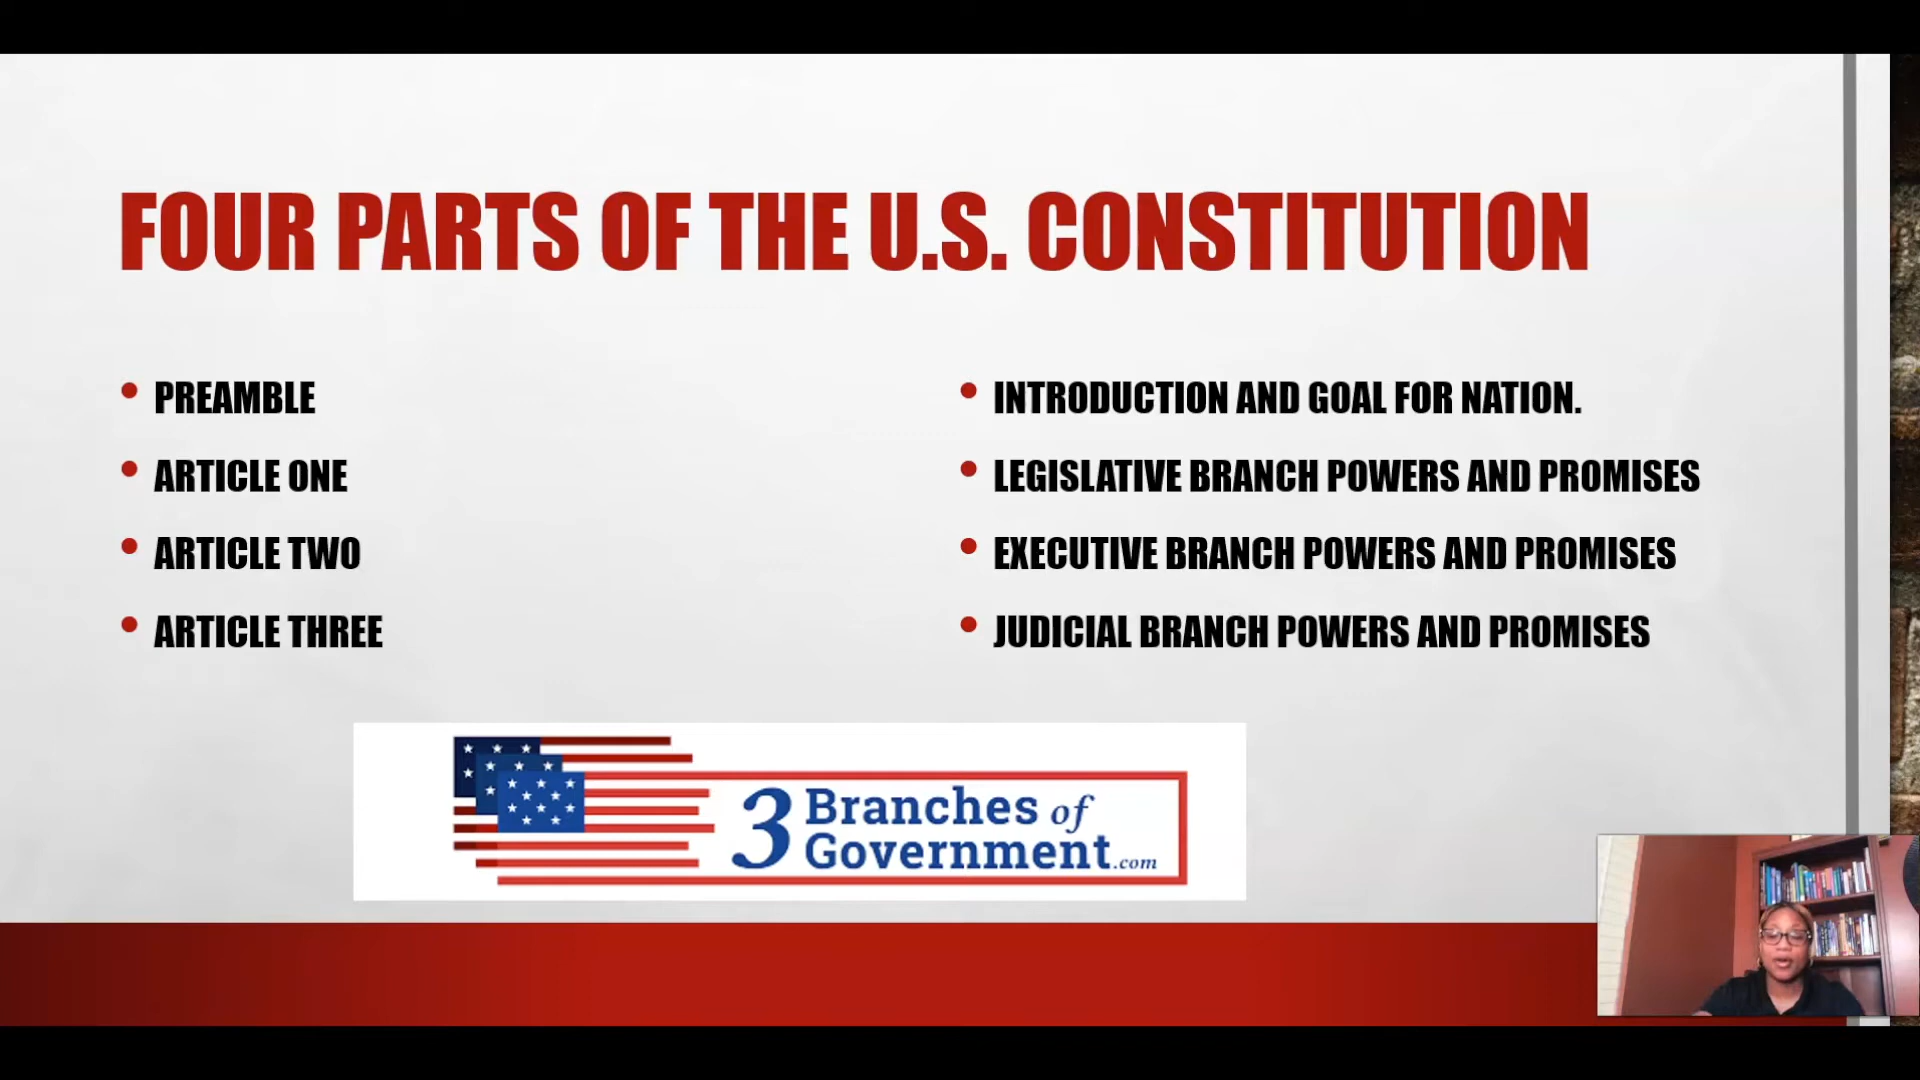 FOUR PARTS OF THE U.S. CONSTITUTION
• PREAMBLE
• ARTICLE ONE
• ARTICLE TWO
• ARTICLE THREE
• INTRODUCTION AND GOAL FOR NATION.
• LEGISLATIVE BRANCH POWERS AND PROMISES
• EXECUTIVE BRANCH POWERS AND PROMISES
• JUDICIAL BRANCH POWERS AND PROMISES
3 Branches of
Government.com